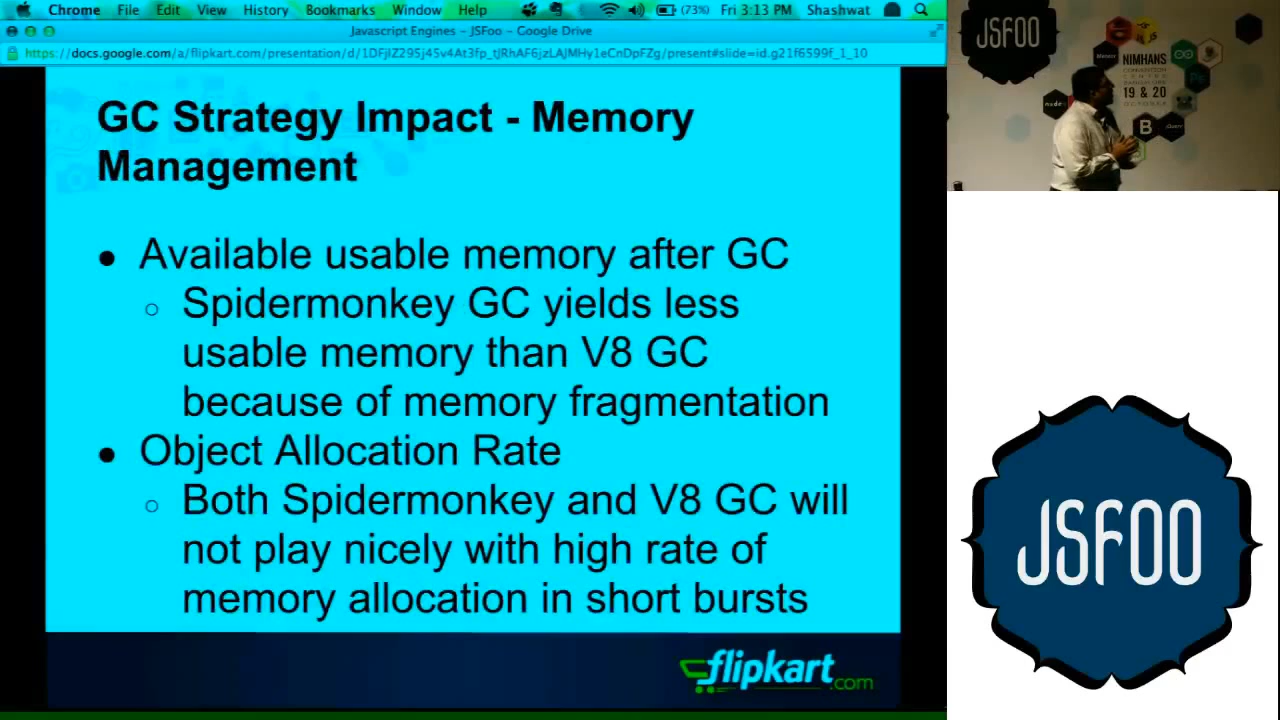 Chrome File Edit View History Bookmarks Window Help (73%) Fri 3:13 PM Shashwat
Javascript Engines - JSFoo - Google Drive
https://docs.google.com/a/flipkart.com/presentation/d/1DFjIZ295j45v4At3fp_tJRhAF6jzLAJMHy1eCnDpFZg/present#slide=id.g21f6599f_1_10
GC Strategy Impact - Memory
Management
● Available usable memory after GC
○ Spidermonkey GC yields less
usable memory than V8 GC
because of memory fragmentation
● Object Allocation Rate
○ Both Spidermonkey and V8 GC will
not play nicely with high rate of
memory allocation in short bursts
flipkart.com
JSFOO
NIMHANS
19 & 20
B
JSFOO